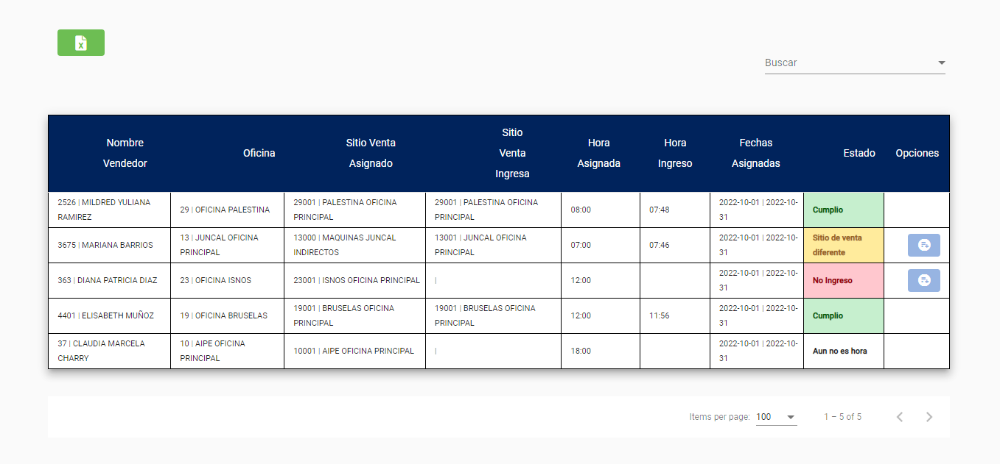 X
Buscar
Nombre
Vendedor
Oficina
Sitio Venta
Asignado
Sitio
Venta
Ingresa
Hora
Asignada
Hora
Ingreso
Fechas
Asignadas
Estado
Opciones
2526 | MILDRED YULIANA
RAMIREZ
29 | OFICINA PALESTINA
29001 | PALESTINA OFICINA
PRINCIPAL
29001 | PALESTINA OFICINA
PRINCIPAL
08:00
07:48
2022-10-01 | 2022-10-
31
Cumplio
3675 | MARIANA BARRIOS
13 | JUNCAL OFICINA
PRINCIPAL
13000 | MAQUINAS JUNCAL
INDIRECTOS
13001 | JUNCAL OFICINA
PRINCIPAL
07:00
07:46
2022-10-01 | 2022-10-
31
Sitio de venta
diferente
363 | DIANA PATRICIA DIAZ
23 | OFICINA ISNOS
23001 | ISNOS OFICINA PRINCIPAL
|
12:00
2022-10-01 | 2022-10-
31
No Ingreso
4401 | ELISABETH MUÑOZ
19 | OFICINA BRUSELAS
19001 | BRUSELAS OFICINA
PRINCIPAL
19001 | BRUSELAS OFICINA
PRINCIPAL
12:00
11:56
2022-10-01 | 2022-10-
31
Cumplio
37 | CLAUDIA MARCELA
CHARRY
10 | AIPE OFICINA
PRINCIPAL
10001 | AIPE OFICINA PRINCIPAL
|
18:00
2022-10-01 | 2022-10-
31
Aun no es hora
Items per page: 100
1 – 5 of 5